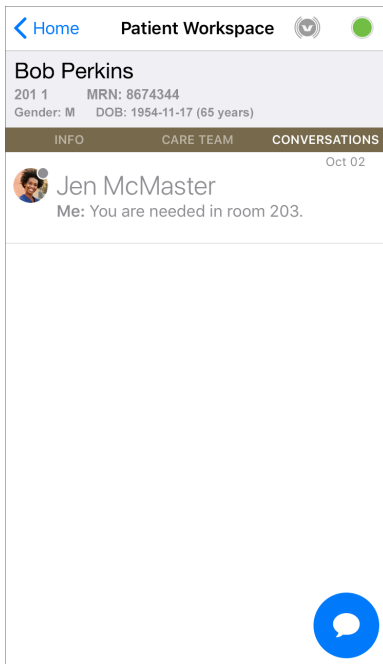 Home Patient Workspace
Bob Perkins
201 1 MRN: 8674344
Gender: M DOB: 1954-11-17 (65 years)
INFO CARE TEAM CONVERSATIONS
Oct 02
Jen McMaster
Me: You are needed in room 203.